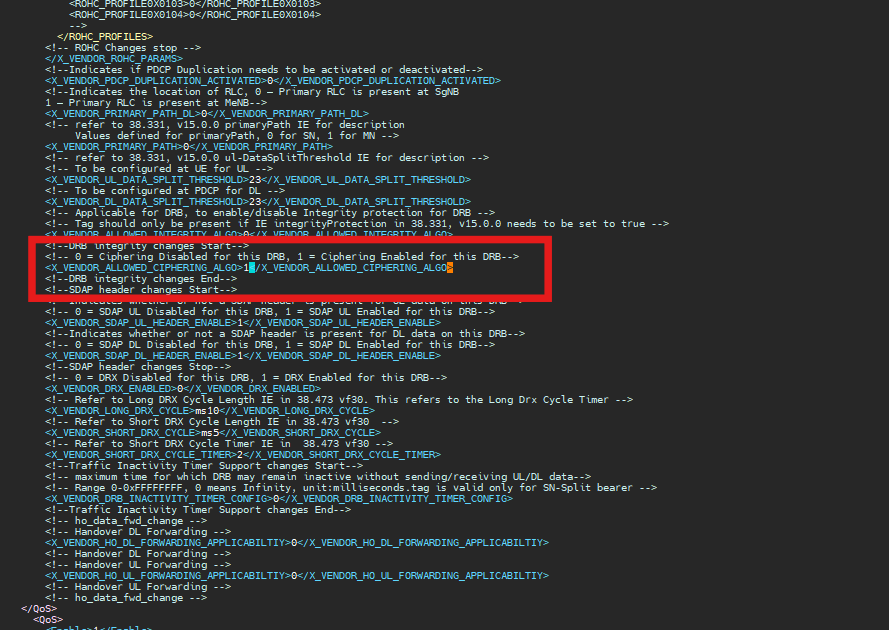 <ROHC_PROFILE0X0103>0</ROHC_PROFILE0X0103>
<ROHC_PROFILE0X0104>0</ROHC_PROFILE0X0104>
-->
</ROHC_PROFILES>
<!-- ROHC Changes stop -->
</X_VENDOR_ROHC_PARAMS>
<!--Indicates if PDCP Duplication needs to be activated or deactivated-->
<X_VENDOR_PDCP_DUPLICATION_ACTIVATED>0</X_VENDOR_PDCP_DUPLICATION_ACTIVATED>
<!--Indicates the location of RLC, 0 – Primary RLC is present at SgNB
1 – Primary RLC is present at MeNB-->
<X_VENDOR_PRIMARY_PATH_DL>0</X_VENDOR_PRIMARY_PATH_DL>
<!-- refer to 38.331, v15.0.0 primaryPath IE for description
Values defined for primaryPath, 0 for SN, 1 for MN -->
<X_VENDOR_PRIMARY_PATH>0</X_VENDOR_PRIMARY_PATH>
<!-- refer to 38.331, v15.0.0 ul-DataSplitThreshold IE for description -->
<!-- To be configured at UE for UL -->
<X_VENDOR_UL_DATA_SPLIT_THRESHOLD>23</X_VENDOR_UL_DATA_SPLIT_THRESHOLD>
<!-- To be configured at PDCP for DL -->
<X_VENDOR_DL_DATA_SPLIT_THRESHOLD>23</X_VENDOR_DL_DATA_SPLIT_THRESHOLD>
<!-- Applicable for DRB, to enable/disable Integrity protection for DRB -->
<!-- Tag should only be present if IE integrityProtection in 38.331, v15.0.0 needs to be set to true -->
<X_VENDOR_ALLOWED_INTEGRITY_ALGO>0</X_VENDOR_ALLOWED_INTEGRITY_ALGO>
<!--DRB integrity changes Start-->
<!-- 0 = Ciphering Disabled for this DRB, 1 = Ciphering Enabled for this DRB-->
<X_VENDOR_ALLOWED_CIPHERING_ALGO>1</X_VENDOR_ALLOWED_CIPHERING_ALGO>
<!--DRB integrity changes End-->
<!--SDAP header changes Start-->
<!--Indicates whether or not a SDAP header is present for UL data on this DRB-->
<!-- 0 = SDAP UL Disabled for this DRB, 1 = SDAP UL Enabled for this DRB-->
<X_VENDOR_SDAP_UL_HEADER_ENABLE>1</X_VENDOR_SDAP_UL_HEADER_ENABLE>
<!--Indicates whether or not a SDAP header is present for DL data on this DRB-->
<!-- 0 = SDAP DL Disabled for this DRB, 1 = SDAP DL Enabled for this DRB-->
<X_VENDOR_SDAP_DL_HEADER_ENABLE>1</X_VENDOR_SDAP_DL_HEADER_ENABLE>
<!--SDAP header changes Stop-->
<!-- 0 = DRX Disabled for this DRB, 1 = DRX Enabled for this DRB-->
<X_VENDOR_DRX_ENABLED>0</X_VENDOR_DRX_ENABLED>
<!-- Refer to Long DRX Cycle Length IE in 38.473 vf30. This refers to the Long Drx Cycle Timer -->
<X_VENDOR_LONG_DRX_CYCLE>ms10</X_VENDOR_LONG_DRX_CYCLE>
<!-- Refer to Short DRX Cycle Length IE in 38.473 vf30  -->
<X_VENDOR_SHORT_DRX_CYCLE>ms5</X_VENDOR_SHORT_DRX_CYCLE>
<!-- Refer to Short DRX Cycle Timer IE in  38.473 vf30 -->
<X_VENDOR_SHORT_DRX_CYCLE_TIMER>2</X_VENDOR_SHORT_DRX_CYCLE_TIMER>
<!--Traffic Inactivity Timer Support changes Start-->
<!-- maximum time for which DRB may remain inactive without sending/receiving UL/DL data-->
<!-- Range 0-0xFFFFFFFF, 0 means Infinity, unit:milliseconds.tag is valid only for SN-Split bearer -->
<X_VENDOR_DRB_INACTIVITY_TIMER_CONFIG>0</X_VENDOR_DRB_INACTIVITY_TIMER_CONFIG>
<!--Traffic Inactivity Timer Support changes End-->
<!-- ho_data_fwd_change -->
<!-- Handover DL Forwarding -->
<X_VENDOR_HO_DL_FORWARDING_APPLICABILTIY>0</X_VENDOR_HO_DL_FORWARDING_APPLICABILTIY>
<!-- Handover DL Forwarding -->
<!-- Handover UL Forwarding -->
<X_VENDOR_HO_UL_FORWARDING_APPLICABILTIY>0</X_VENDOR_HO_UL_FORWARDING_APPLICABILTIY>
<!-- Handover UL Forwarding -->
<!-- ho_data_fwd_change -->
</QoS>
<QoS>
<Enable>1</Enable>